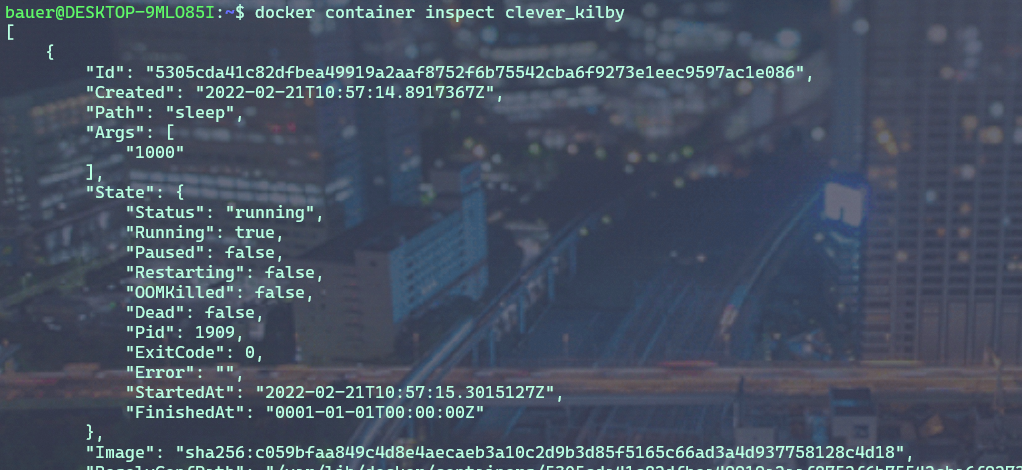 bauer@DESKTOP-9MLO85I:~$ docker container inspect clever_kilby
[
    {
        "Id": "5305cda41c82dfbea49919a2aaf8752f6b75542cba6f9273e1eec9597ac1e086",
        "Created": "2022-02-21T10:57:14.8917367Z",
        "Path": "sleep",
        "Args": [
            "1000"
        ],
        "State": {
            "Status": "running",
            "Running": true,
            "Paused": false,
            "Restarting": false,
            "OOMKilled": false,
            "Dead": false,
            "Pid": 1909,
            "ExitCode": 0,
            "Error": "",
            "StartedAt": "2022-02-21T10:57:15.3015127Z",
            "FinishedAt": "0001-01-01T00:00:00Z"
        },
        "Image": "sha256:c059bfaa849c4d8e4aecaeb3a10c2d9b3d85f5165c66ad3a4d937758128c4d18",